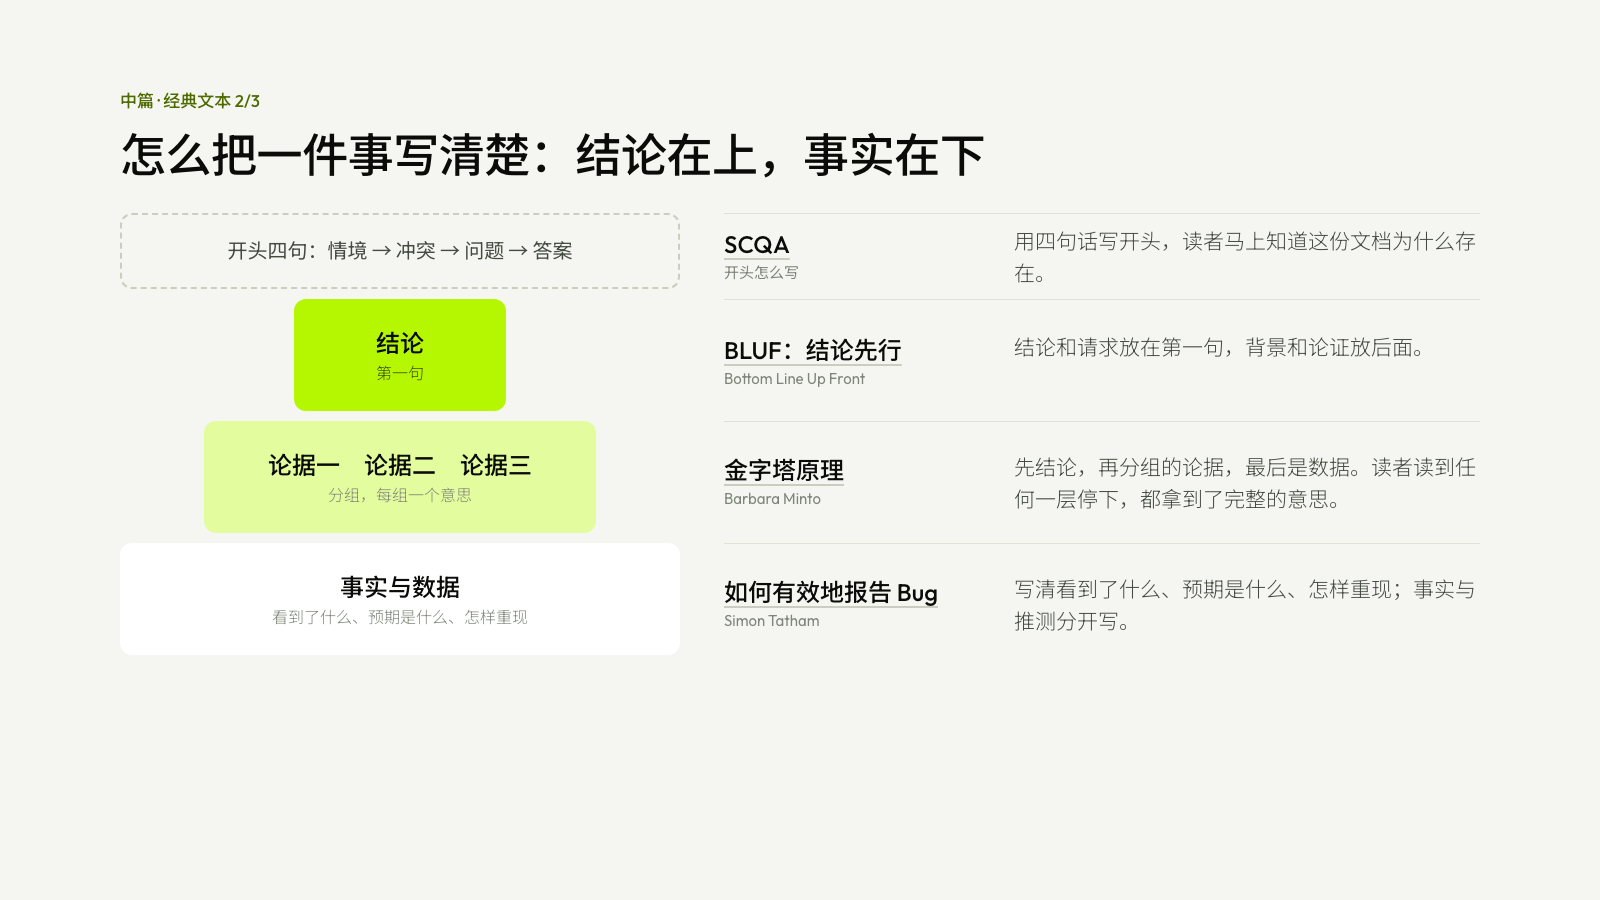 中篇·经典文本 2/3
怎么把一件事写清楚：结论在上，事实在下
开头四句：情境 → 冲突 → 问题 → 答案
结论
第一句
论据一 论据二 论据三
分组，每组一个意思
事实与数据
看到了什么、预期是什么、怎样重现
SCQA
开头怎么写
用四句话写开头，读者马上知道这份文档为什么存
在。
BLUF：结论先行
Bottom Line Up Front
结论和请求放在第一句，背景和论证放后面。
金字塔原理
Barbara Minto
先结论，再分组的论据，最后是数据。读者读到任
何一层停下，都拿到了完整的意思。
如何有效地报告 Bug
Simon Tatham
写清看到了什么、预期是什么、怎样重现；事实与
推测分开写。